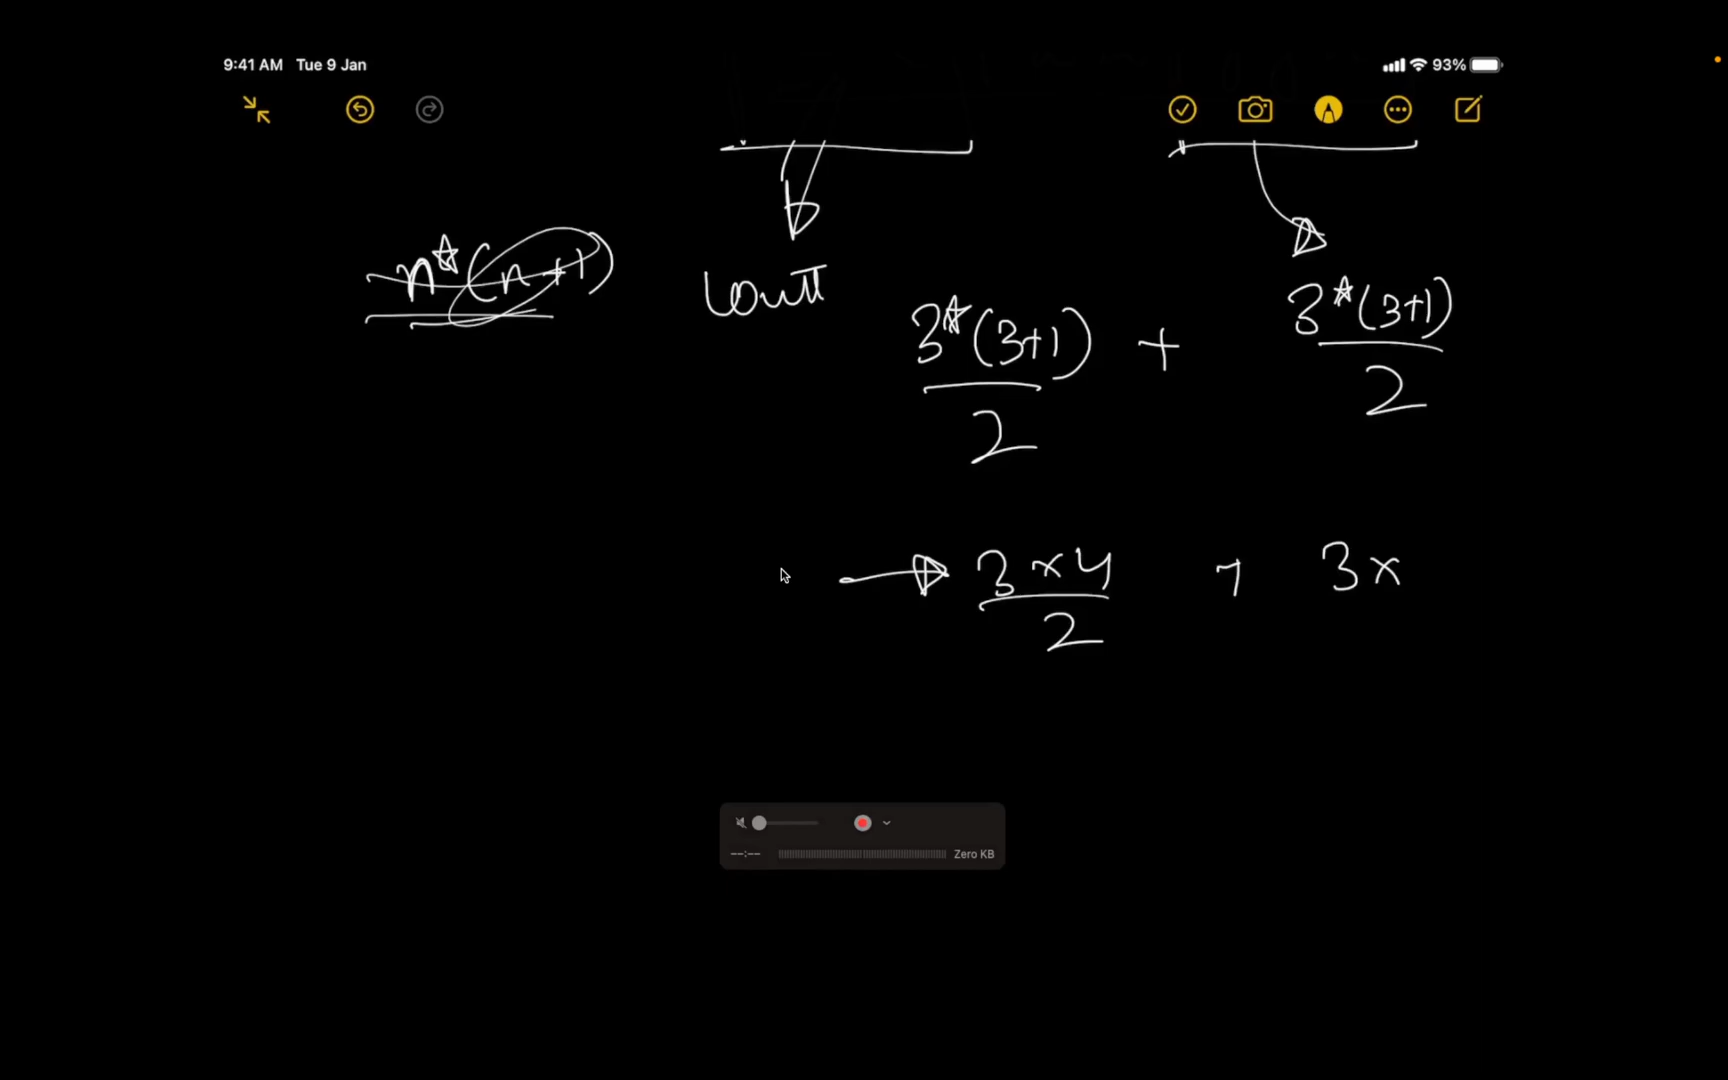 9:41 AM Tue 9 Jan 93%
n*(n+1)
Count
3*(3+1)/2 + 3*(3+1)/2
→ 3×4/2 + 3×
--:-- Zero KB